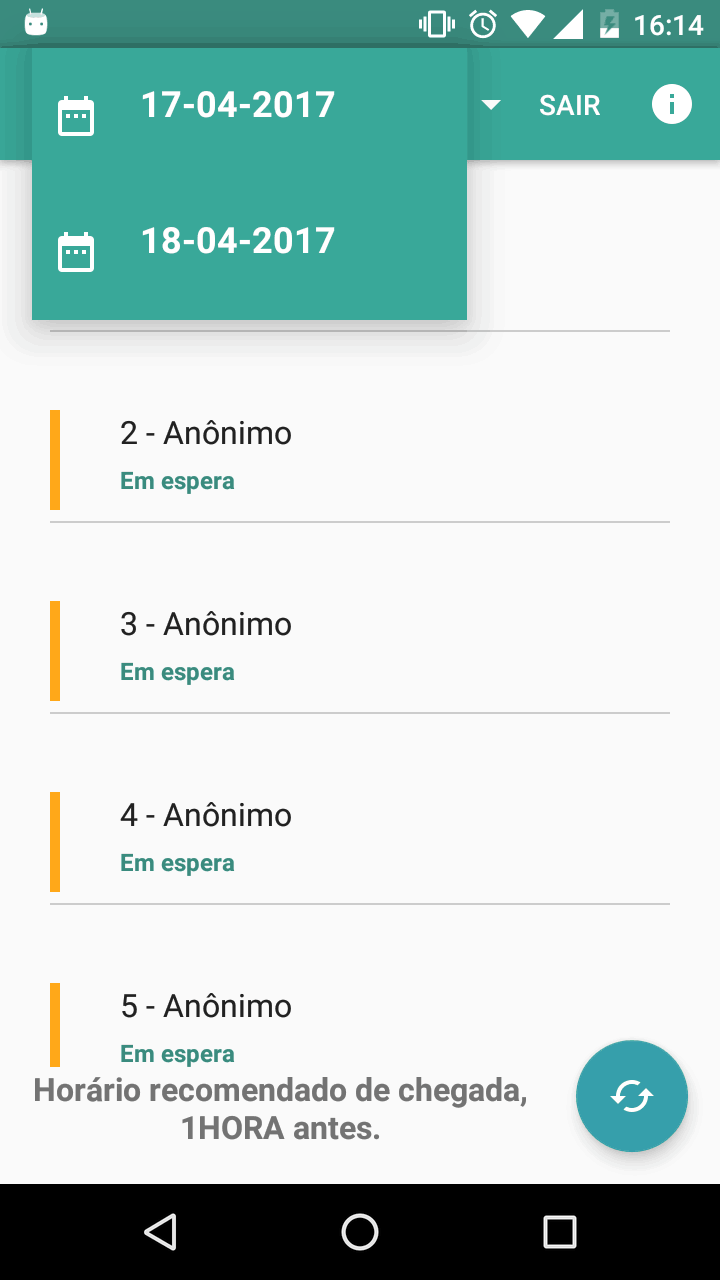 16:14
17-04-2017
SAIR
18-04-2017
2 - Anônimo
Em espera
3 - Anônimo
Em espera
4 - Anônimo
Em espera
5 - Anônimo
Em espera
Horário recomendado de chegada,
1HORA antes.